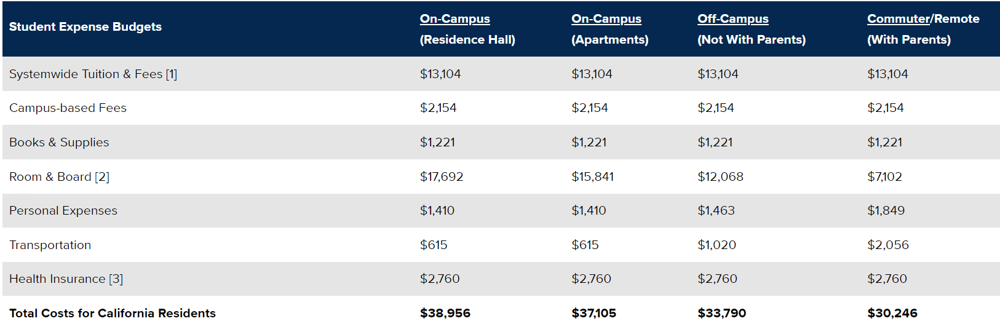 Student Expense Budgets On-Campus (Residence Hall) On-Campus (Apartments) Off-Campus (Not With Parents) Commuter/Remote (With Parents)
Systemwide Tuition & Fees [1] $13,104 $13,104 $13,104 $13,104
Campus-based Fees $2,154 $2,154 $2,154 $2,154
Books & Supplies $1,221 $1,221 $1,221 $1,221
Room & Board [2] $17,692 $15,841 $12,068 $7,102
Personal Expenses $1,410 $1,410 $1,463 $1,849
Transportation $615 $615 $1,020 $2,056
Health Insurance [3] $2,760 $2,760 $2,760 $2,760
Total Costs for California Residents $38,956 $37,105 $33,790 $30,246